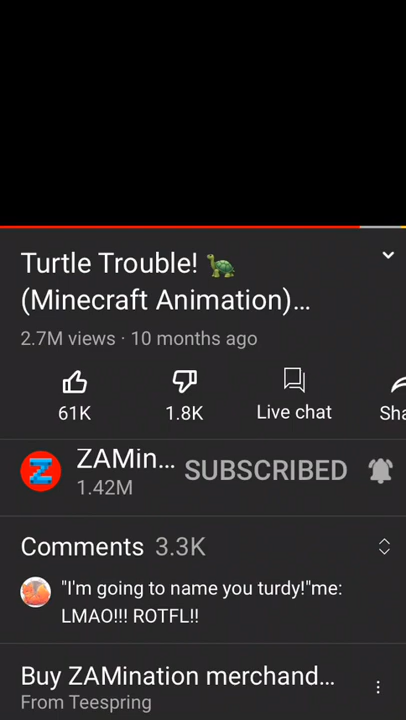 Turtle Trouble! 🐢
(Minecraft Animation)...
2.7M views · 10 months ago
61K
1.8K
Live chat
Sha
ZAMin... SUBSCRIBED
1.42M
Comments 3.3K
"I'm going to name you turdy!"me:
LMAO!!! ROTFL!!
Buy ZAMination merchand...
From Teespring